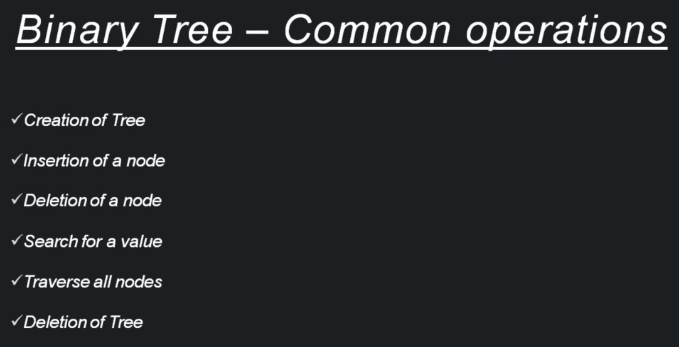 Binary Tree – Common operations
✓Creation of Tree
✓Insertion of a node
✓Deletion of a node
✓Search for a value
✓Traverse all nodes
✓Deletion of Tree